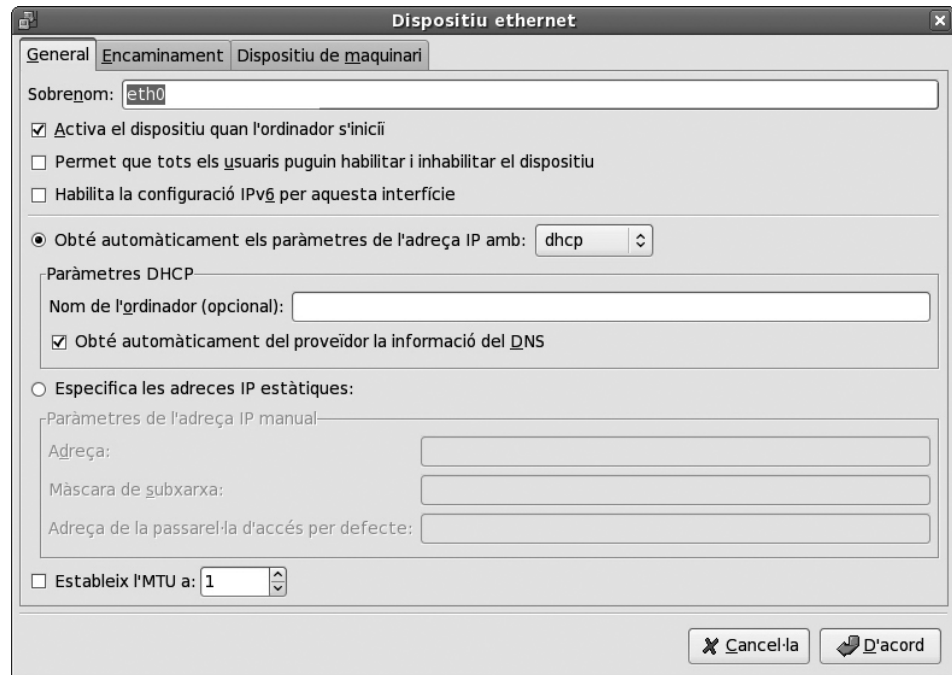 Dispositiu ethernet
General Encaminament Dispositiu de maquinari
Sobrenom: eth0
Activa el dispositiu quan l'ordinador s'iniciï
Permet que tots els usuaris puguin habilitar i inhabilitar el dispositiu
Habilita la configuració IPv6 per aquesta interfície
Obté automàticament els paràmetres de l'adreça IP amb: dhcp
Paràmetres DHCP
Nom de l'ordinador (opcional):
Obté automàticament del proveïdor la informació del DNS
Especifica les adreces IP estàtiques:
Paràmetres de l'adreça IP manual
Adreça:
Màscara de subxarxa:
Adreça de la passarel·la d'accés per defecte:
Estableix l'MTU a: 1
Cancel·la D'acord